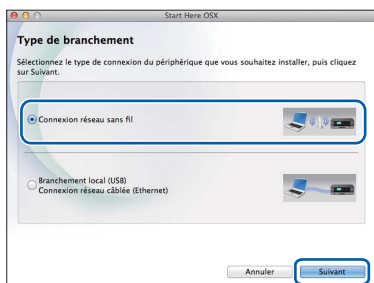 Start Here OSX
Type de branchement
Sélectionnez le type de connexion du périphérique que vous souhaitez installer, puis cliquez
sur Suivant.
Connexion réseau sans fil
Branchement local (USB)
Connexion réseau câblée (Ethernet)
Annuler
Suivant